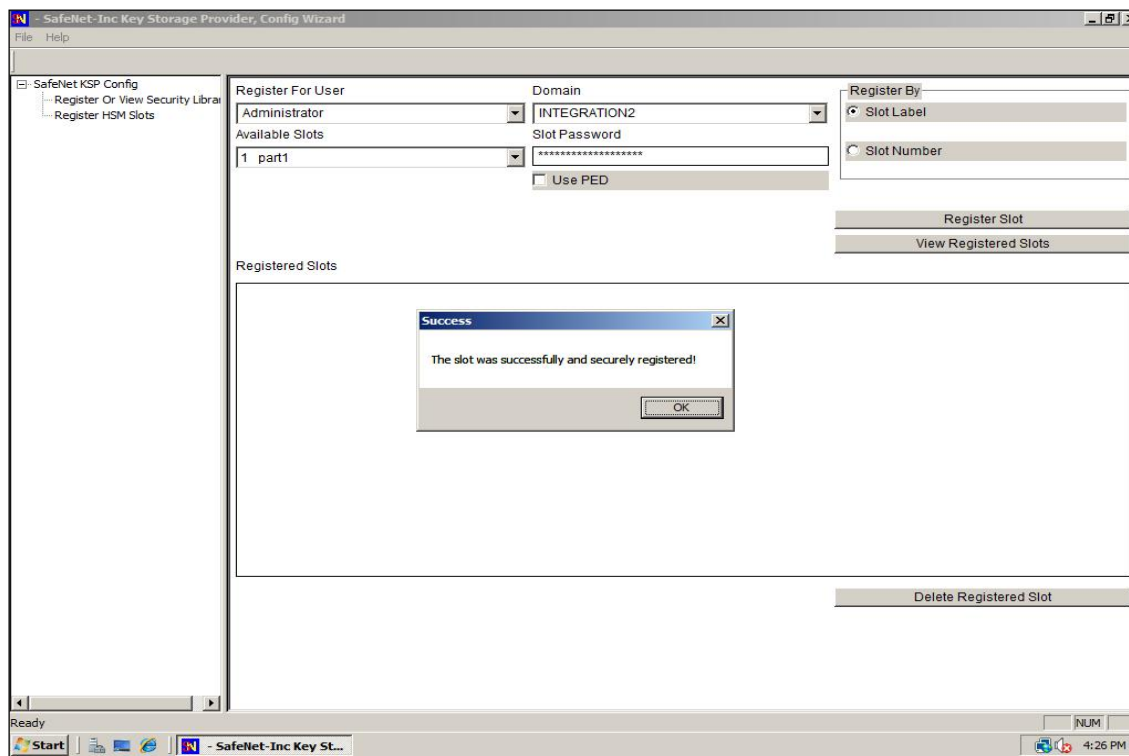 - SafeNet-Inc Key Storage Provider, Config Wizard
File Help
SafeNet KSP Config
Register Or View Security Librar
Register HSM Slots
Register For User
Domain
Register By
Administrator
INTEGRATION2
Slot Label
Available Slots
Slot Password
1 part1
******************
Slot Number
Use PED
Register Slot
View Registered Slots
Registered Slots
Success
The slot was successfully and securely registered!
OK
Delete Registered Slot
Ready
NUM
Start
- SafeNet-Inc Key St...
4:26 PM